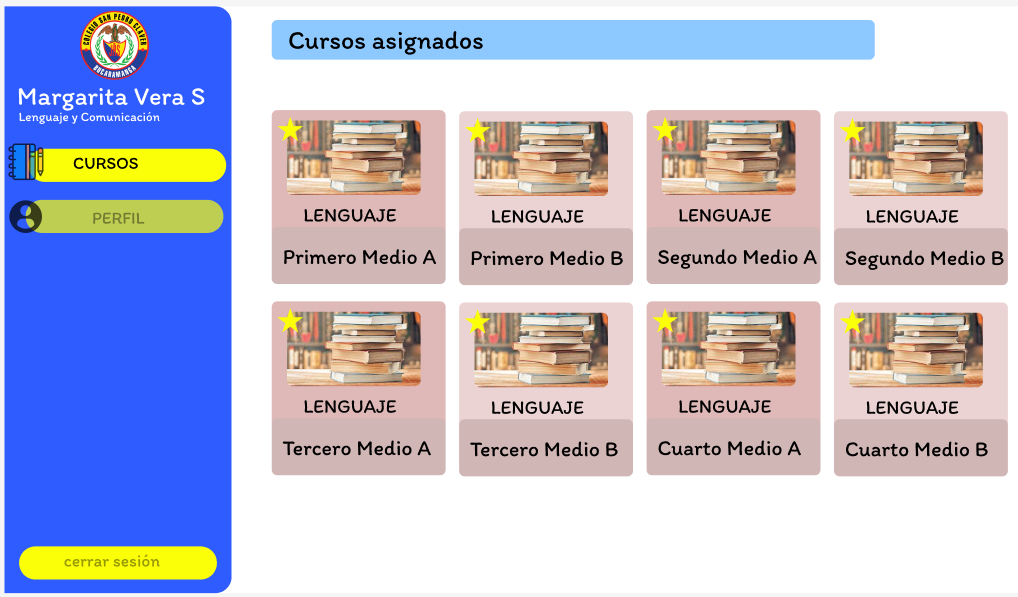 COLEGIO SAN PEDRO CLAVER
BUCARAMANGA
Margarita Vera S
Lenguaje y Comunicación
CURSOS
PERFIL
cerrar sesión
Cursos asignados
LENGUAJE
Primero Medio A
LENGUAJE
Primero Medio B
LENGUAJE
Segundo Medio A
LENGUAJE
Segundo Medio B
LENGUAJE
Tercero Medio A
LENGUAJE
Tercero Medio B
LENGUAJE
Cuarto Medio A
LENGUAJE
Cuarto Medio B